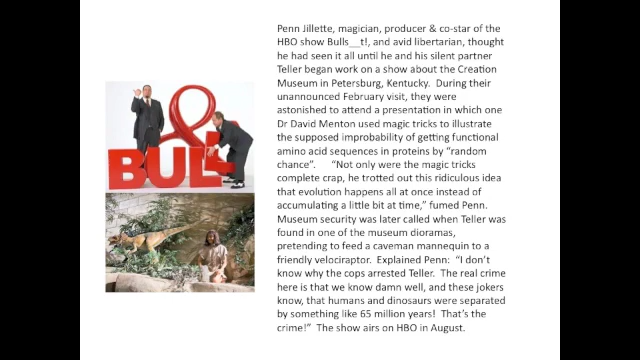 Penn Jillette, magician, producer & co-star of the
HBO show Bulls__t!, and avid libertarian, thought
he had seen it all until he and his silent partner
Teller began work on a show about the Creation
Museum in Petersburg, Kentucky.  During their
unannounced February visit, they were
astonished to attend a presentation in which one
Dr David Menton used magic tricks to illustrate
the supposed improbability of getting functional
amino acid sequences in proteins by “random
chance”.     “Not only were the magic tricks
complete crap, he trotted out this ridiculous idea
that evolution happens all at once instead of
accumulating a little bit at time,” fumed Penn.
Museum security was later called when Teller was
found in one of the museum dioramas,
pretending to feed a caveman mannequin to a
friendly velociraptor.  Explained Penn:  “I don’t
know why the cops arrested Teller.  The real crime
here is that we know damn well, and these jokers
know, that humans and dinosaurs were separated
by something like 65 million years!  That’s the
crime!”  The show airs on HBO in August.
&
BUL